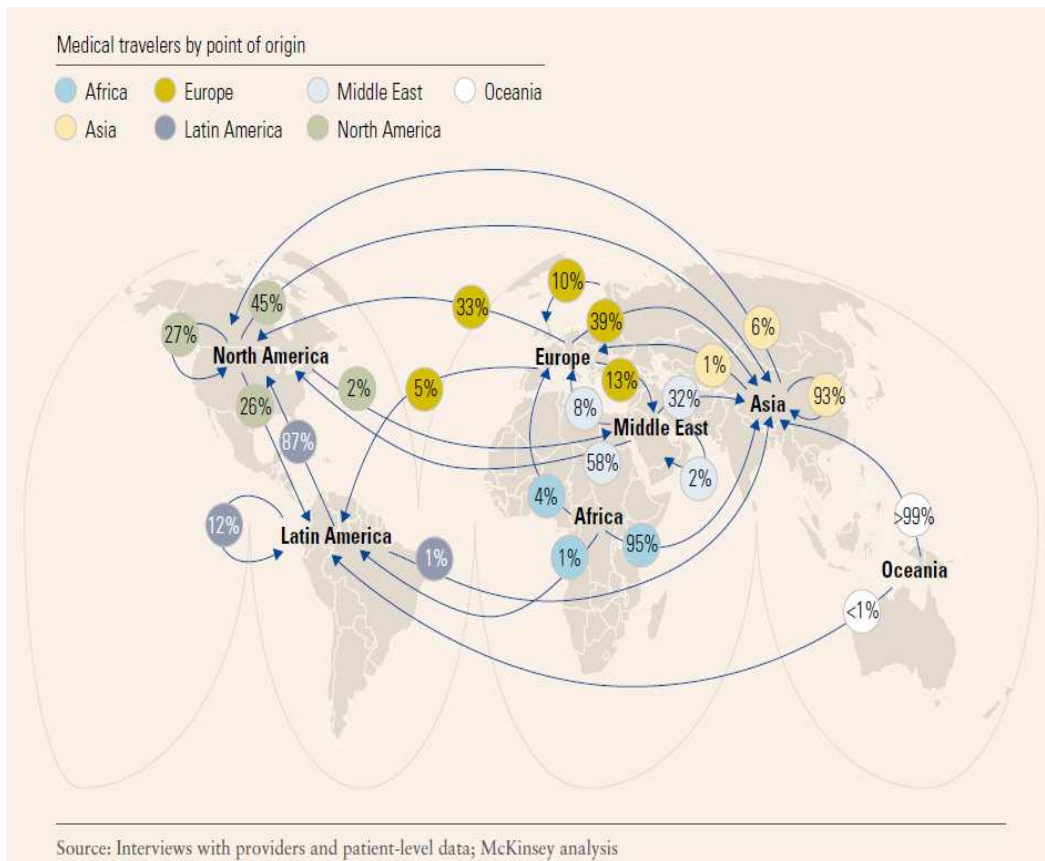 Medical travelers by point of origin
Africa Europe Middle East Oceania
Asia Latin America North America
10%
45%
33%
39%
6%
27%
North America
Europe
1%
2%
5%
13%
32%
93%
26%
8%
Asia
Middle East
87%
58%
2%
4%
>99%
12%
Africa
Latin America
95%
1%
1%
Oceania
<1%
Source: Interviews with providers and patient-level data; McKinsey analysis